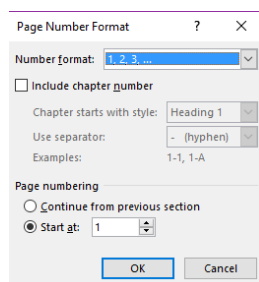 Page Number Format ? ×
Number format: 1, 2, 3, ...
Include chapter number
Chapter starts with style: Heading 1
Use separator: - (hyphen)
Examples: 1-1, 1-A
Page numbering
Continue from previous section
Start at: 1
OK Cancel